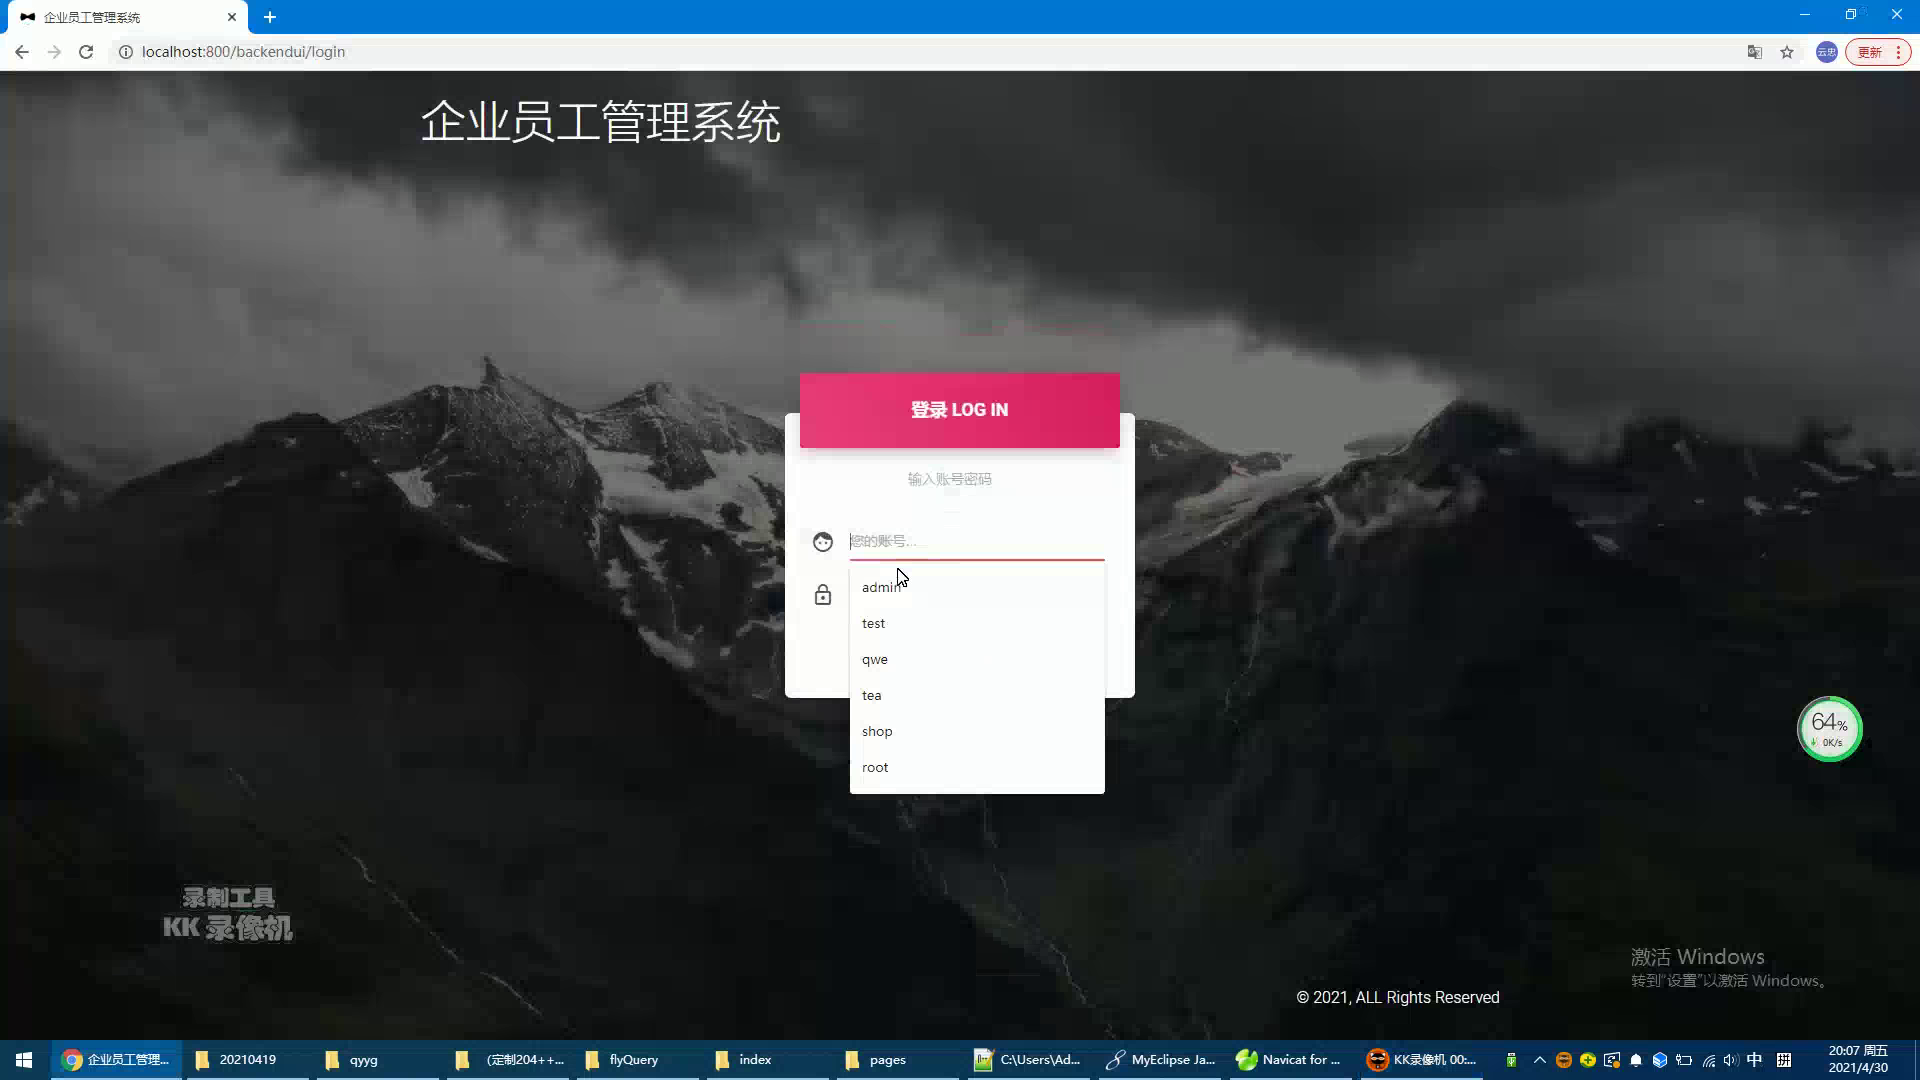 企业员工管理系统
localhost:800/backendui/login
云忠
更新
企业员工管理系统
登录 LOG IN
输入账号密码
您的账号...
admin
test
qwe
tea
shop
root
64%
0K/s
录制工具
KK 录像机
激活 Windows
转到"设置"以激活 Windows。
© 2021, ALL Rights Reserved
企业员工管理...
20210419
qyyg
(定制204++...
flyQuery
index
pages
C:\Users\Ad...
MyEclipse Ja...
Navicat for ...
KK录像机 00:...
中
拼
20:07 周五
2021/4/30